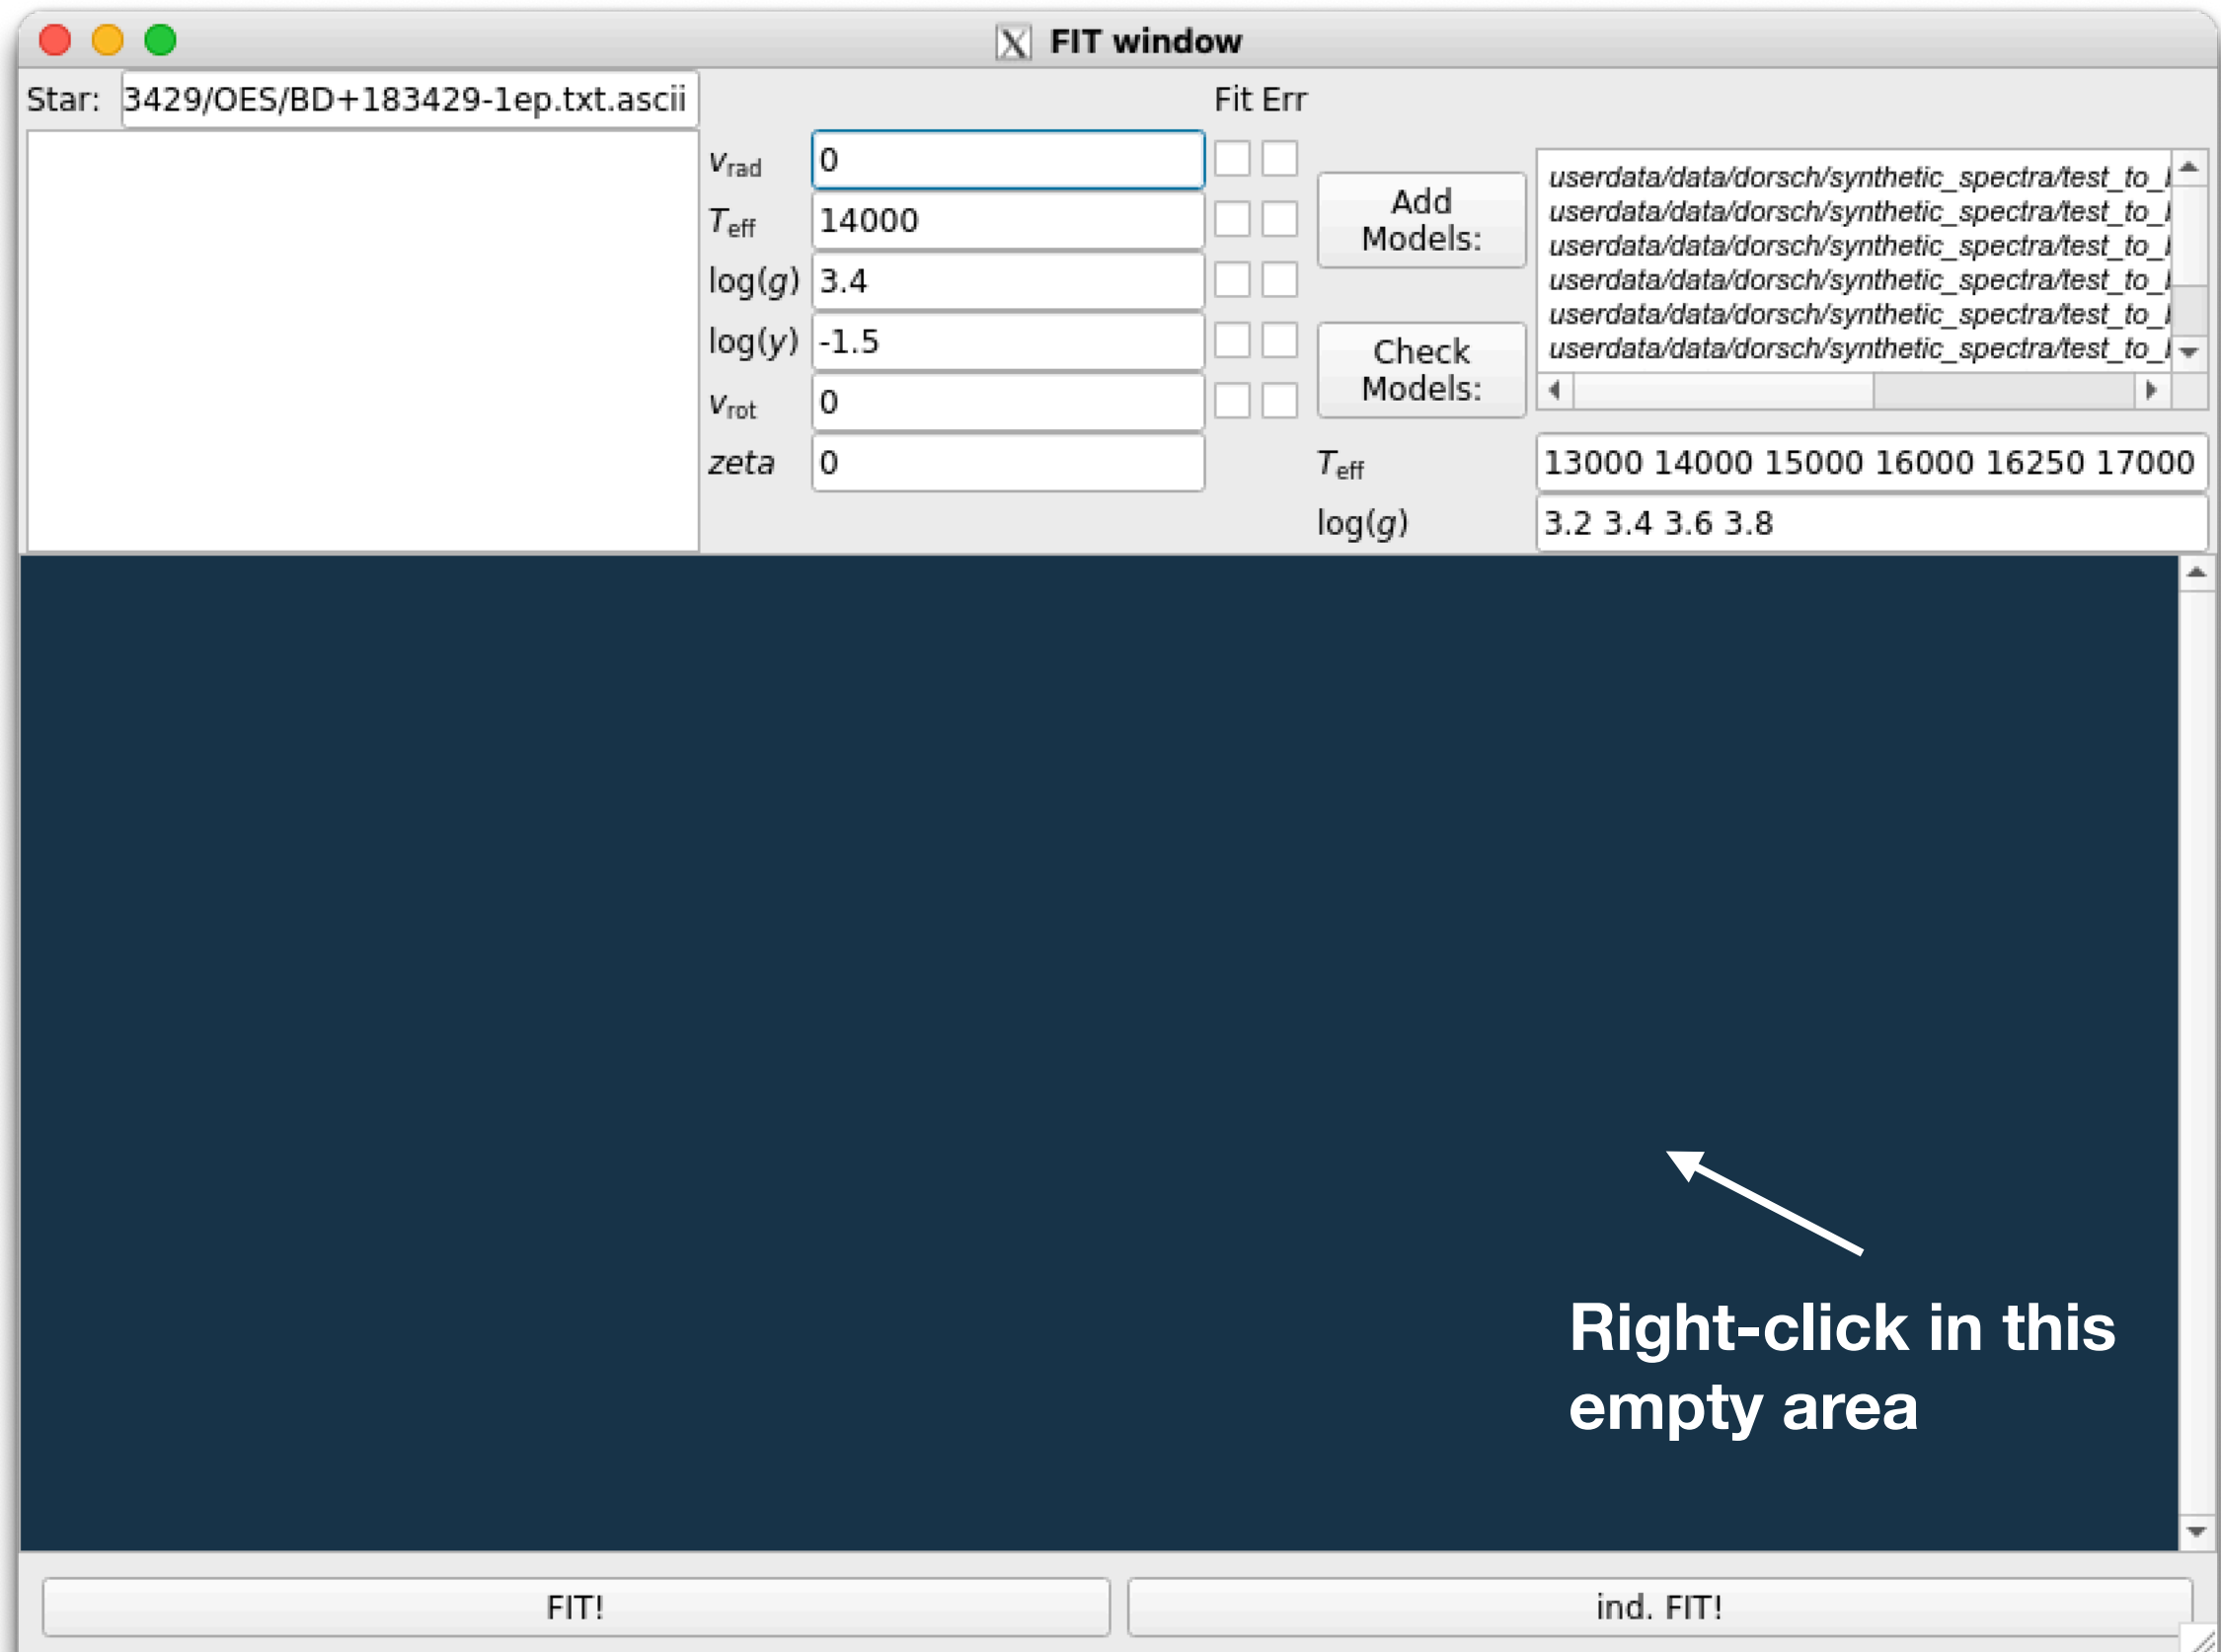 FIT window
Star: 3429/OES/BD+183429-1ep.txt.ascii
Fit Err
vrad 0
Teff 14000
log(g) 3.4
log(y) -1.5
vrot 0
zeta 0
Add
Models:
Check
Models:
userdata/data/dorsch/synthetic_spectra/test_to_
userdata/data/dorsch/synthetic_spectra/test_to_
userdata/data/dorsch/synthetic_spectra/test_to_
userdata/data/dorsch/synthetic_spectra/test_to_
userdata/data/dorsch/synthetic_spectra/test_to_
userdata/data/dorsch/synthetic_spectra/test_to_
Teff 13000 14000 15000 16000 16250 17000
log(g) 3.2 3.4 3.6 3.8
Right-click in this
empty area
FIT!
ind. FIT!